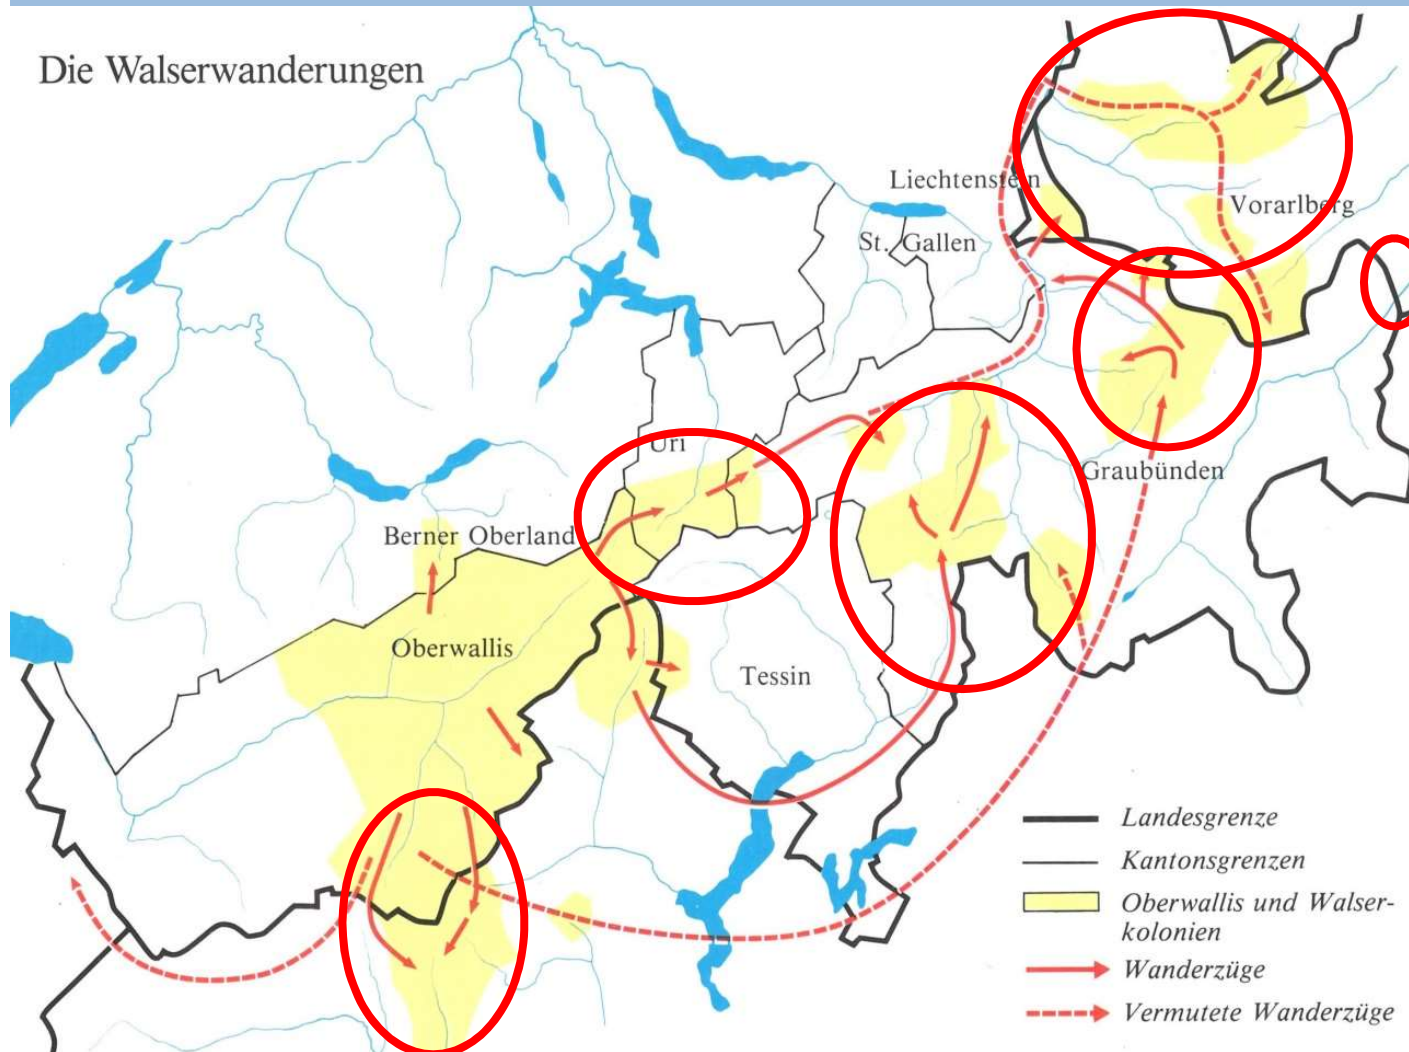 Die Walserwanderungen
Liechtenstein
St. Gallen
Vorarlberg
Uri
Graubünden
Berner Oberland
Oberwallis
Tessin
Landesgrenze
Kantonsgrenzen
Oberwallis und Walser-
kolonien
Wanderzüge
Vermutete Wanderzüge